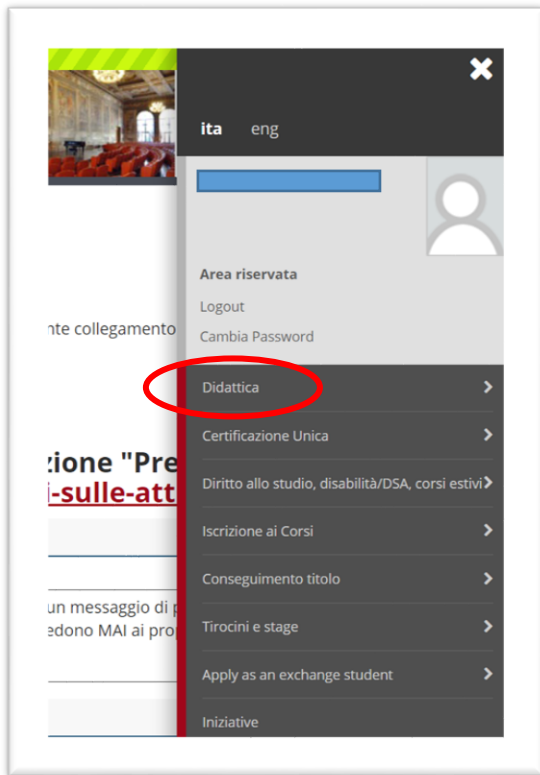 ita eng
Area riservata
Logout
nte collegamento
Cambia Password
Didattica
Certificazione Unica
zione "Pre
i-sulle-att
Diritto allo studio, disabilità/DSA, corsi estivi
Iscrizione ai Corsi
Conseguimento titolo
un messaggio di p
edono MAI ai prop
Tirocini e stage
Apply as an exchange student
Iniziative